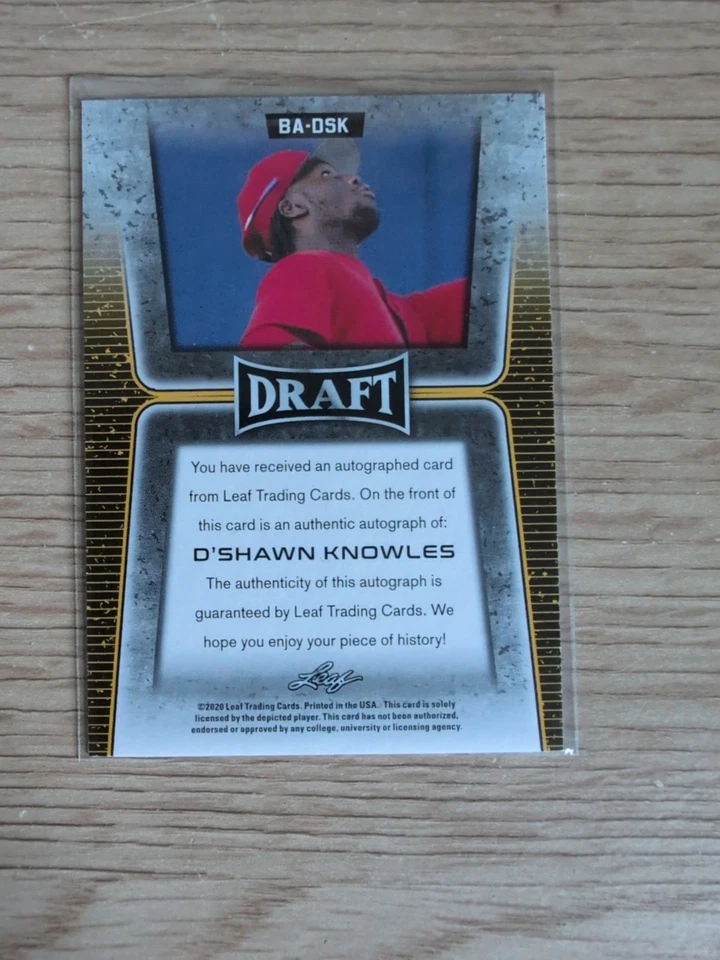 BA-DSK
DRAFT
You have received an autographed card
from Leaf Trading Cards. On the front of
this card is an authentic autograph of:
D'SHAWN KNOWLES
The authenticity of this autograph is
guaranteed by Leaf Trading Cards. We
hope you enjoy your piece of history!
Leaf
©2020 Leaf Trading Cards. Printed in the USA. This card is solely
licensed by the depicted player. This card has not been authorized,
endorsed or approved by any college, university or licensing agency.